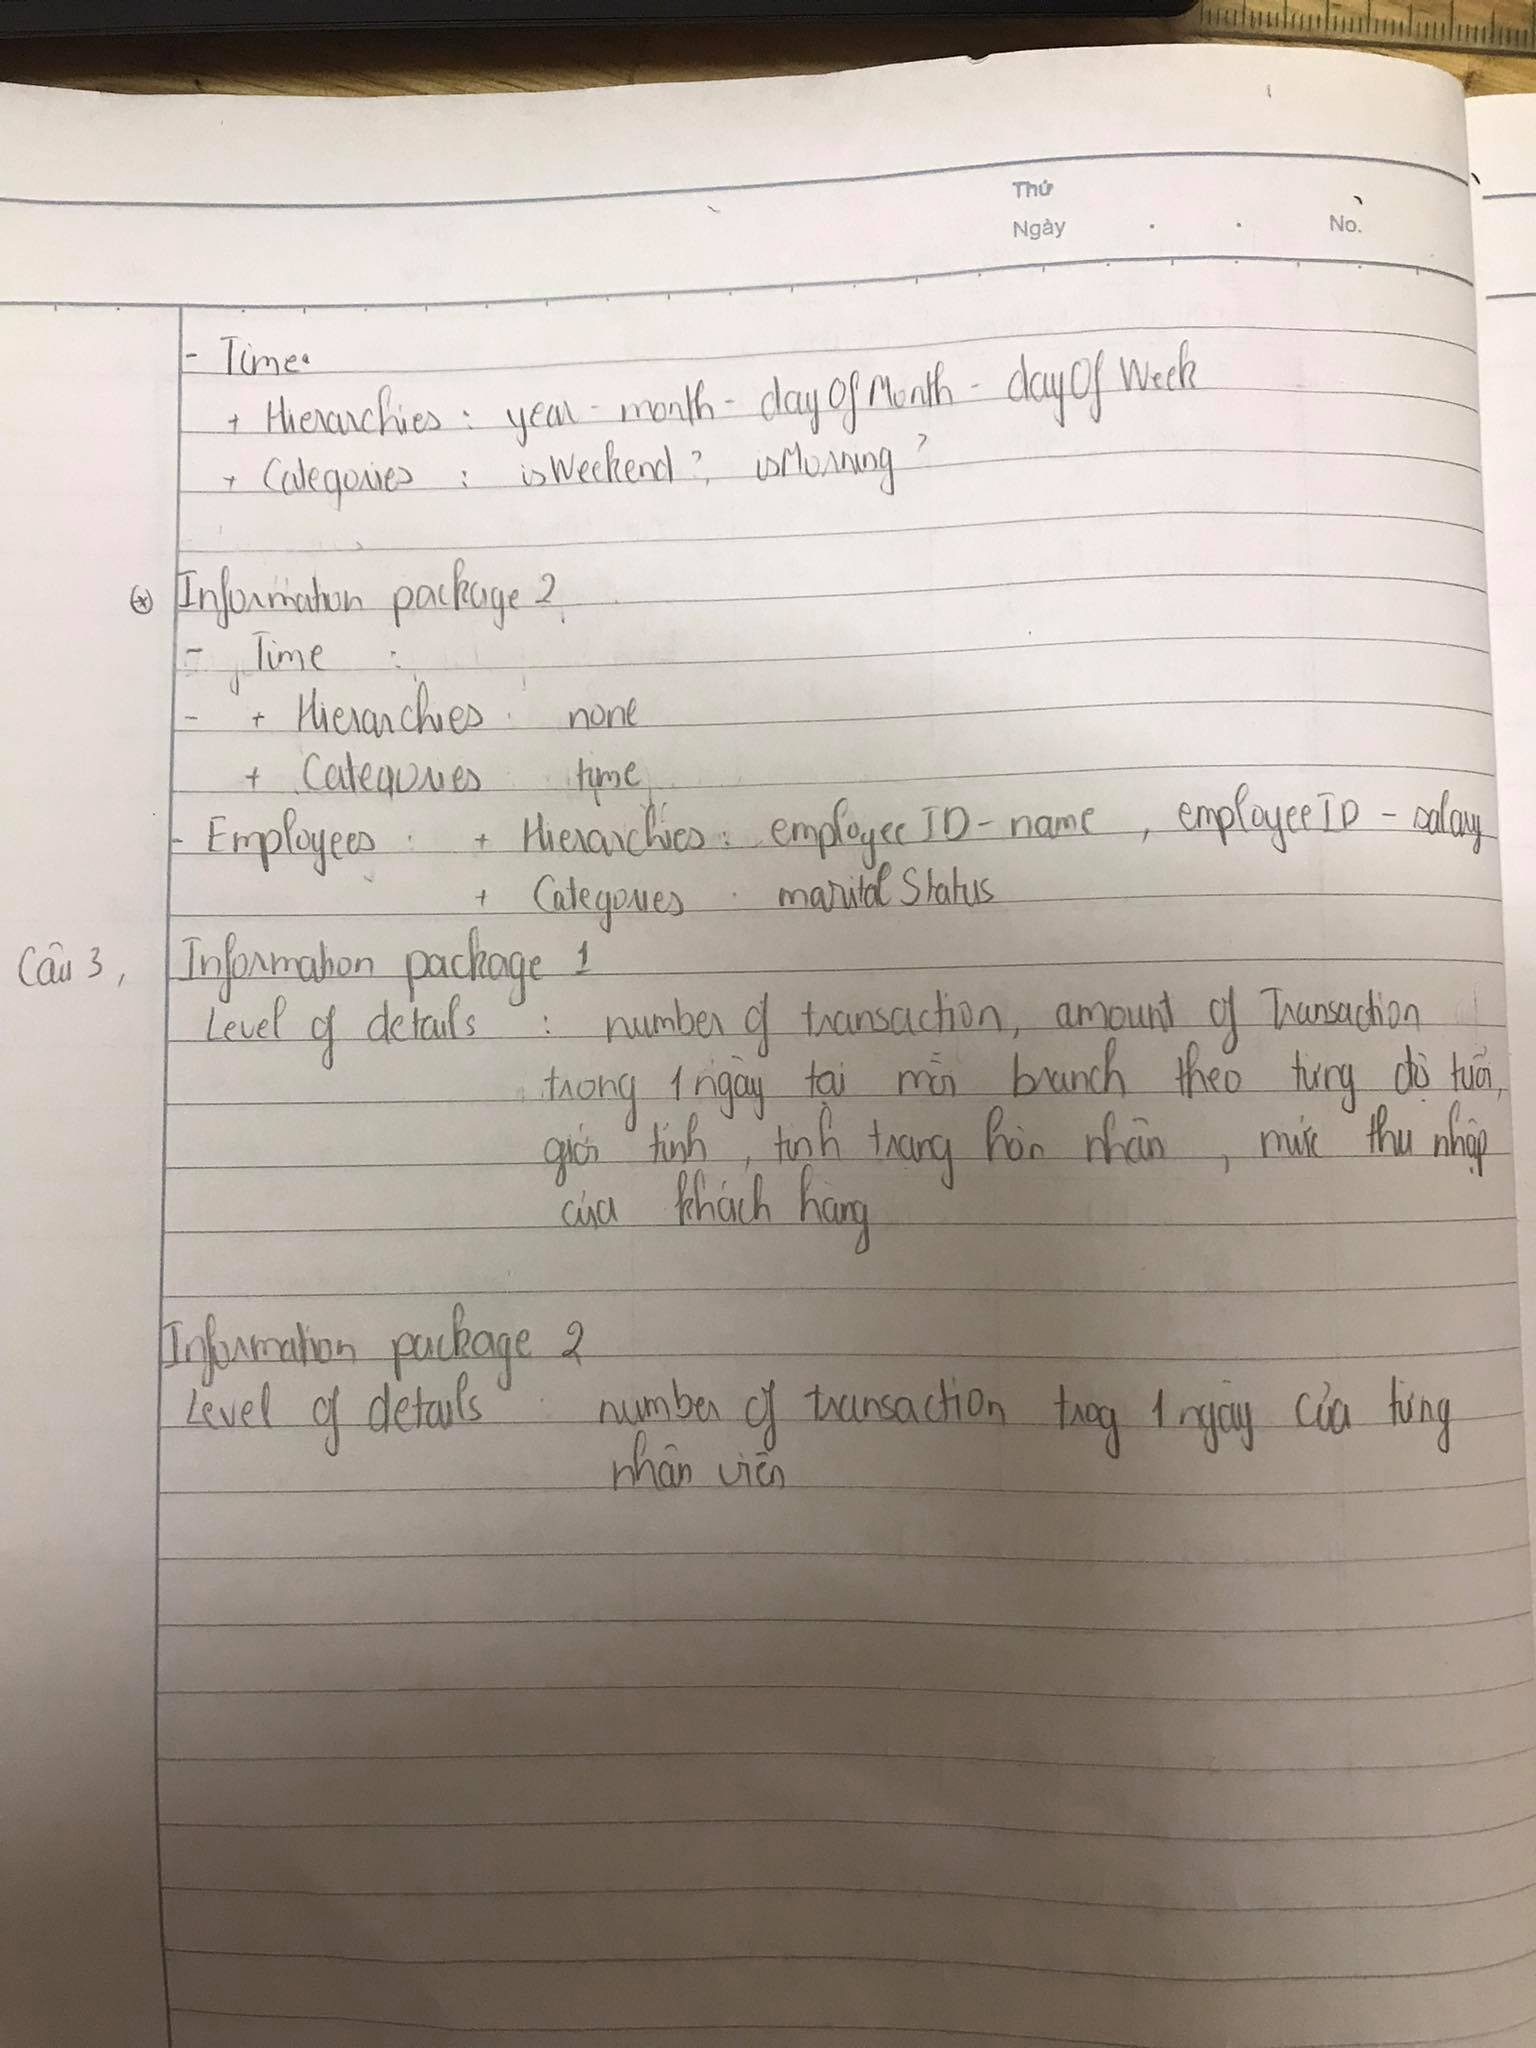 Thứ
Ngày No.
- Time:
+ Hierarchies : year - month - dayOfMonth - dayOf Week
+ Categories : isWeekend?, isMorning?
(*) Information package 2
- Time :
- + Hierarchies : none
+ Categories time
- Employees : + Hierarchies : employee ID - name , employee ID - salary
+ Categories : marital Status
Câu 3, Information package 1
Level of details : number of transaction, amount of Transaction
trong 1 ngày tại mỗi branch theo từng độ tuổi,
giới tính , tình trạng hôn nhân , mức thu nhập
của khách hàng
Information package 2
Level of details : number of transaction trog 1 ngày của từng
nhân viên